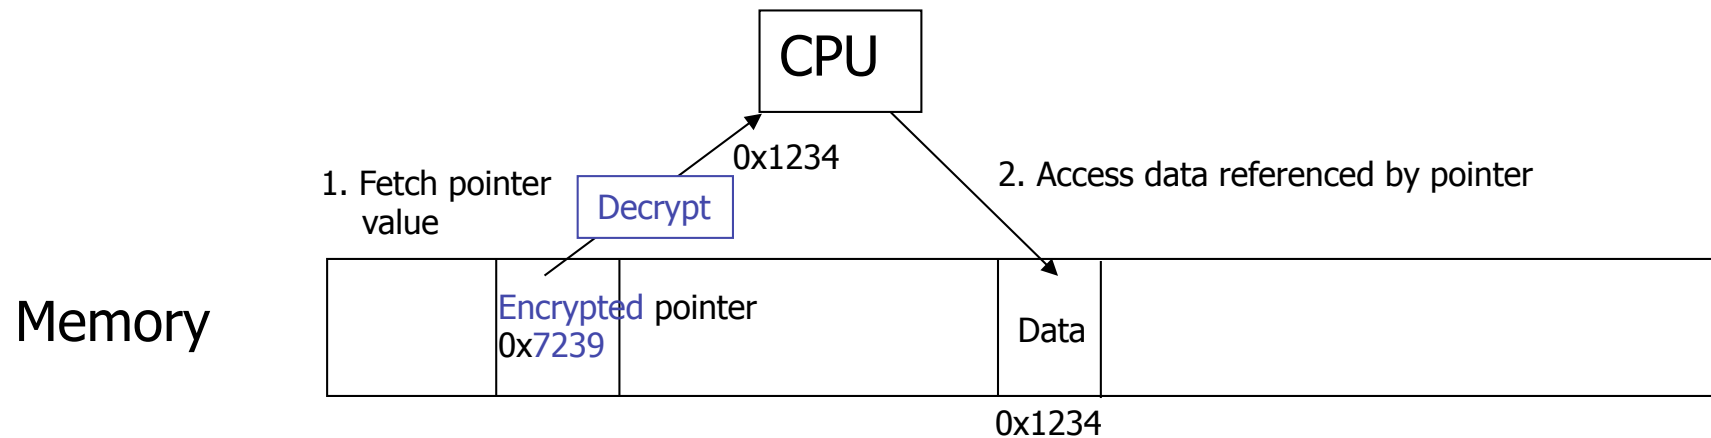 CPU
0x1234
1. Fetch pointer
value
2. Access data referenced by pointer
Decrypt
Memory
Encrypted pointer
0x7239
Data
0x1234